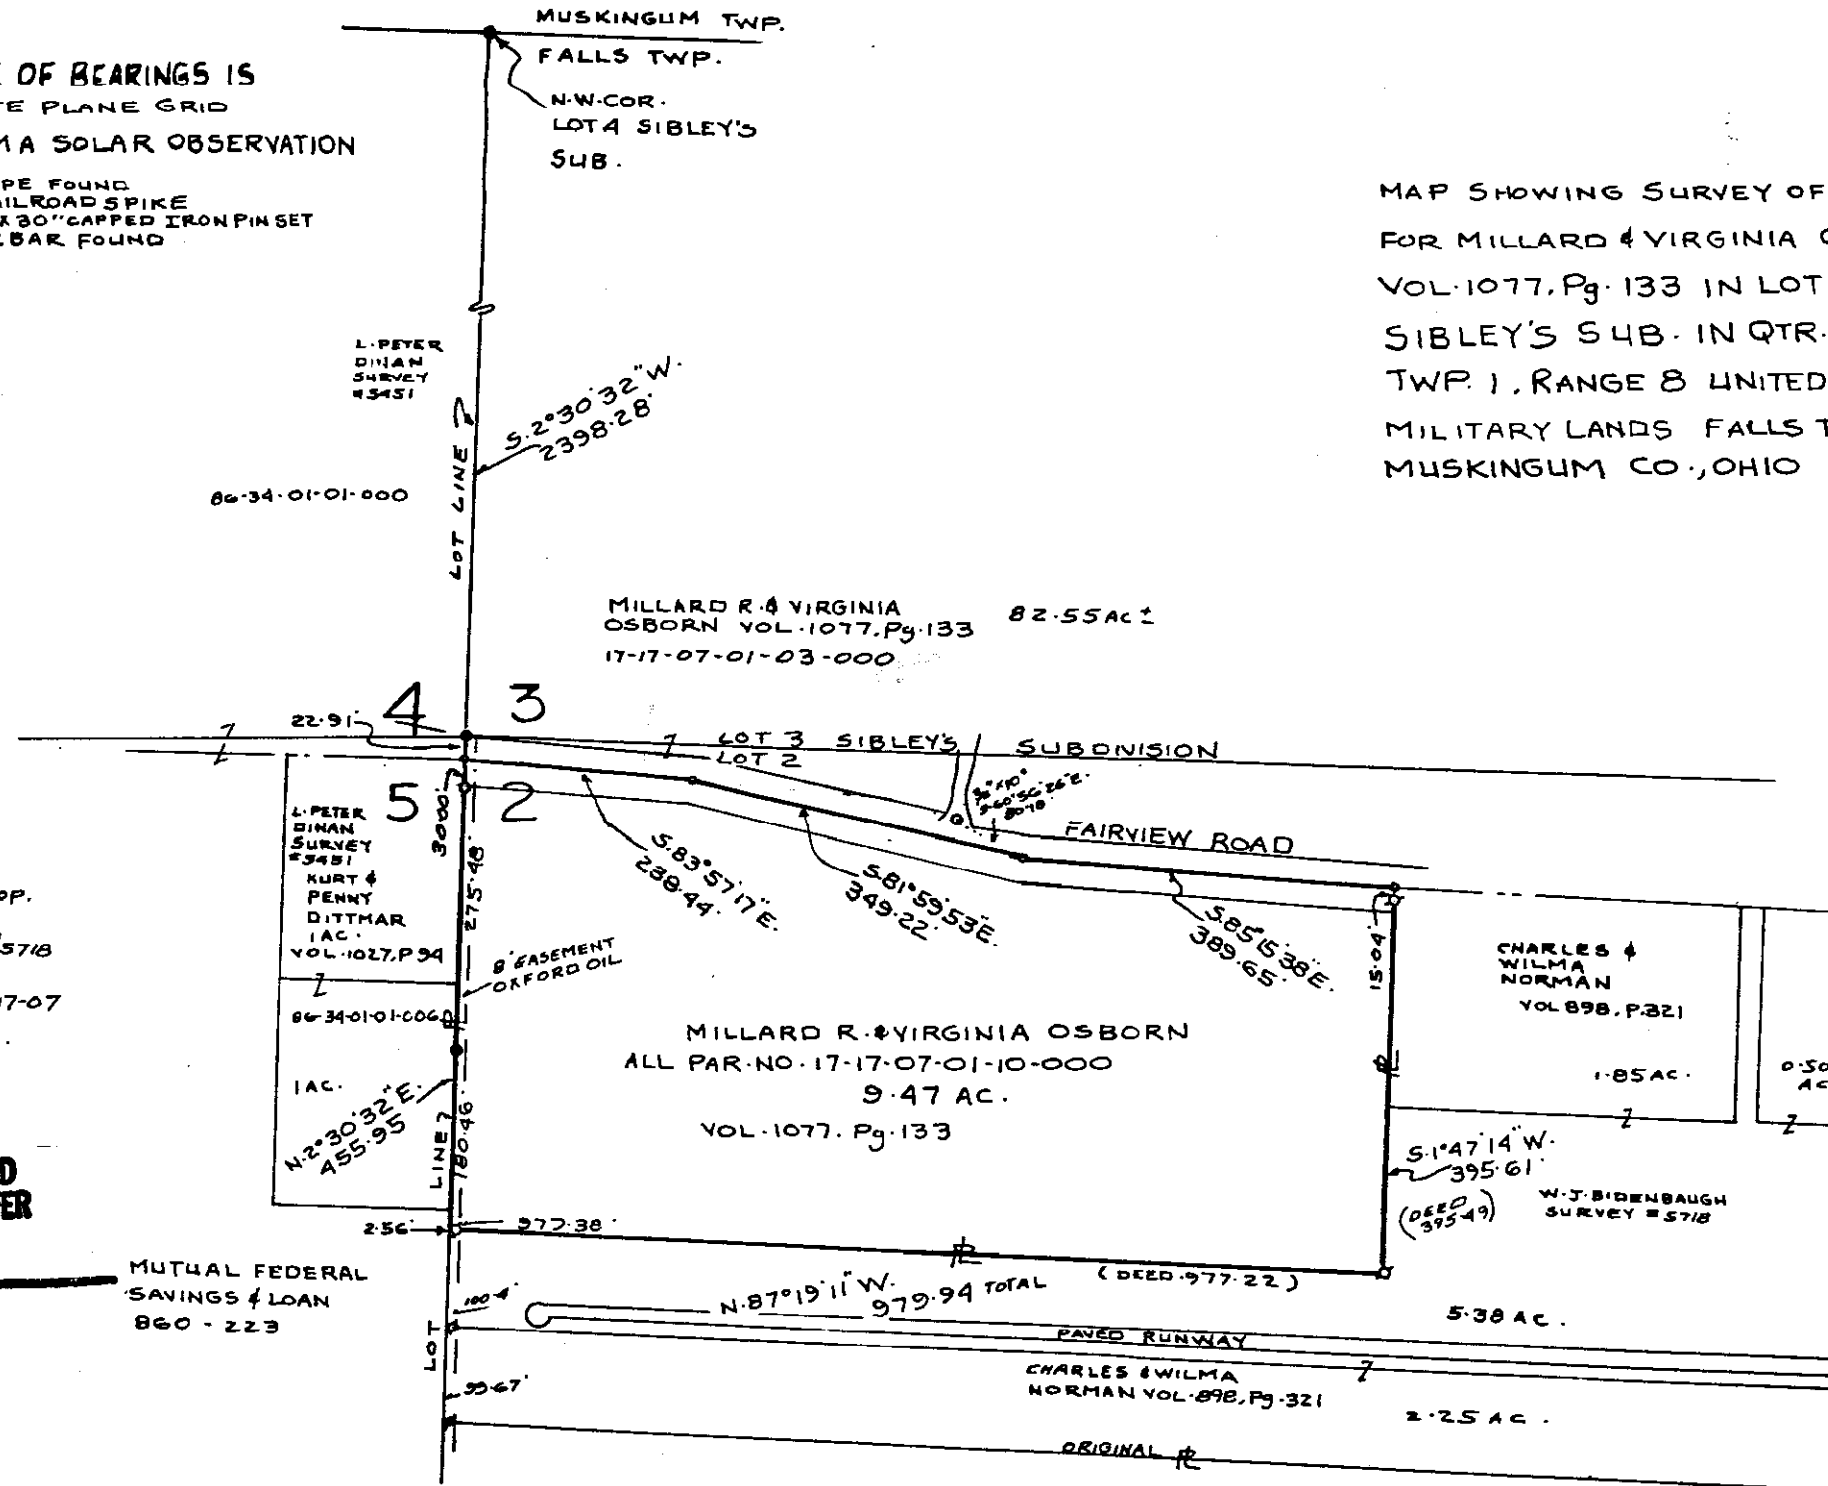 MUSKINGUM TWP.
FALLS TWP.
N.W. COR.
LOT 4 SIBLEY'S
SUB.
OF BEARINGS IS
PLANE GRID
A SOLAR OBSERVATION
FOUND
SPIKE
X 30" CAPPED IRON PIN SET
FOUND
MAP SHOWING SURVEY OF
FOR MILLARD & VIRGINIA
VOL. 1077, Pg. 133 IN LOT
SIBLEY'S SUB. IN QTR.
TWP. 1, RANGE 8 UNITED
MILITARY LANDS FALLS
MUSKINGUM CO., OHIO
L. PETER
DINAN
SURVEY
#5451
S. 2° 30' 32" W.
2398.28'
LOT LINE
86-34-01-01-000
MILLARD R. & VIRGINIA
OSBORN VOL. 1077, Pg. 133
17-17-07-01-03-000
82.55 AC ±
4
3
22.91'
LOT 3 SIBLEY'S SUBDIVISION
LOT 2
5
2
30.00'
FAIRVIEW ROAD
L. PETER
DINAN
SURVEY
#5451
KURT &
PENNY
DITTMAR
1 AC.
VOL. 1027, P 94
275.48'
S. 83° 57' 17" E.
238.44'
S. 81° 59' 53" E.
349.22'
S. 85° 15' 38" E.
389.65'
15.04'
8' EASEMENT
OXFORD OIL
CHARLES &
WILMA
NORMAN
VOL 898, P. 321
1.85 AC.
0.50
AC
OP.
5718
7-07
86-34-01-01-006
1 AC.
MILLARD R. & VIRGINIA OSBORN
ALL PAR. NO. 17-17-07-01-10-000
9.47 AC.
VOL. 1077. Pg. 133
N. 2° 30' 32" E.
455.95
LINE
180.46'
S. 1° 47' 14" W.
395.61'
(DEED
395.49)
W. J. BIDENBAUGH
SURVEY #5718
D
ER
2.56'
977.38'
(DEED. 977.22)
N. 87° 19' 11" W.
979.94 TOTAL
MUTUAL FEDERAL
SAVINGS & LOAN
860 - 223
100.4'
5.38 AC.
PAVED RUNWAY
LOT
CHARLES & WILMA
NORMAN VOL. 898, Pg. 321
99.67'
2.25 AC.
ORIGINAL PL